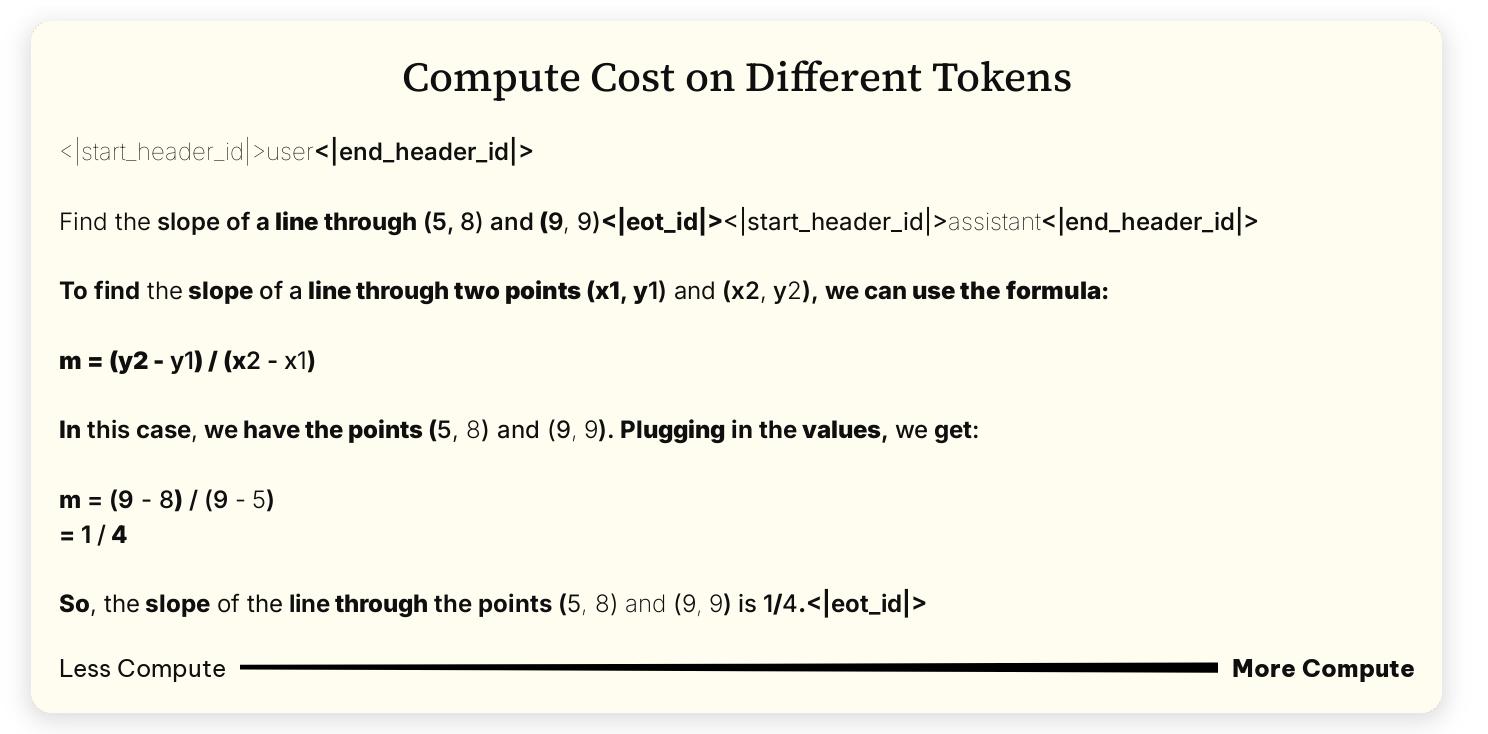 Compute Cost on Different Tokens
<|start_header_id|>user<|end_header_id|>
Find the slope of a line through (5, 8) and (9, 9)<|eot_id|><|start_header_id|>assistant<|end_header_id|>
To find the slope of a line through two points (x1, y1) and (x2, y2), we can use the formula:
m = (y2 - y1) / (x2 - x1)
In this case, we have the points (5, 8) and (9, 9). Plugging in the values, we get:
m = (9 - 8) / (9 - 5)
= 1 / 4
So, the slope of the line through the points (5, 8) and (9, 9) is 1/4.<|eot_id|>
Less Compute More Compute